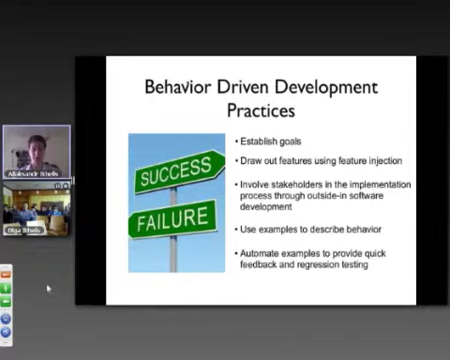 Behavior Driven Development
Practices
• Establish goals
• Draw out features using feature injection
• Involve stakeholders in the implementation
process through outside-in software
development
• Use examples to describe behavior
• Automate examples to provide quick
feedback and regression testing
SUCCESS
FAILURE